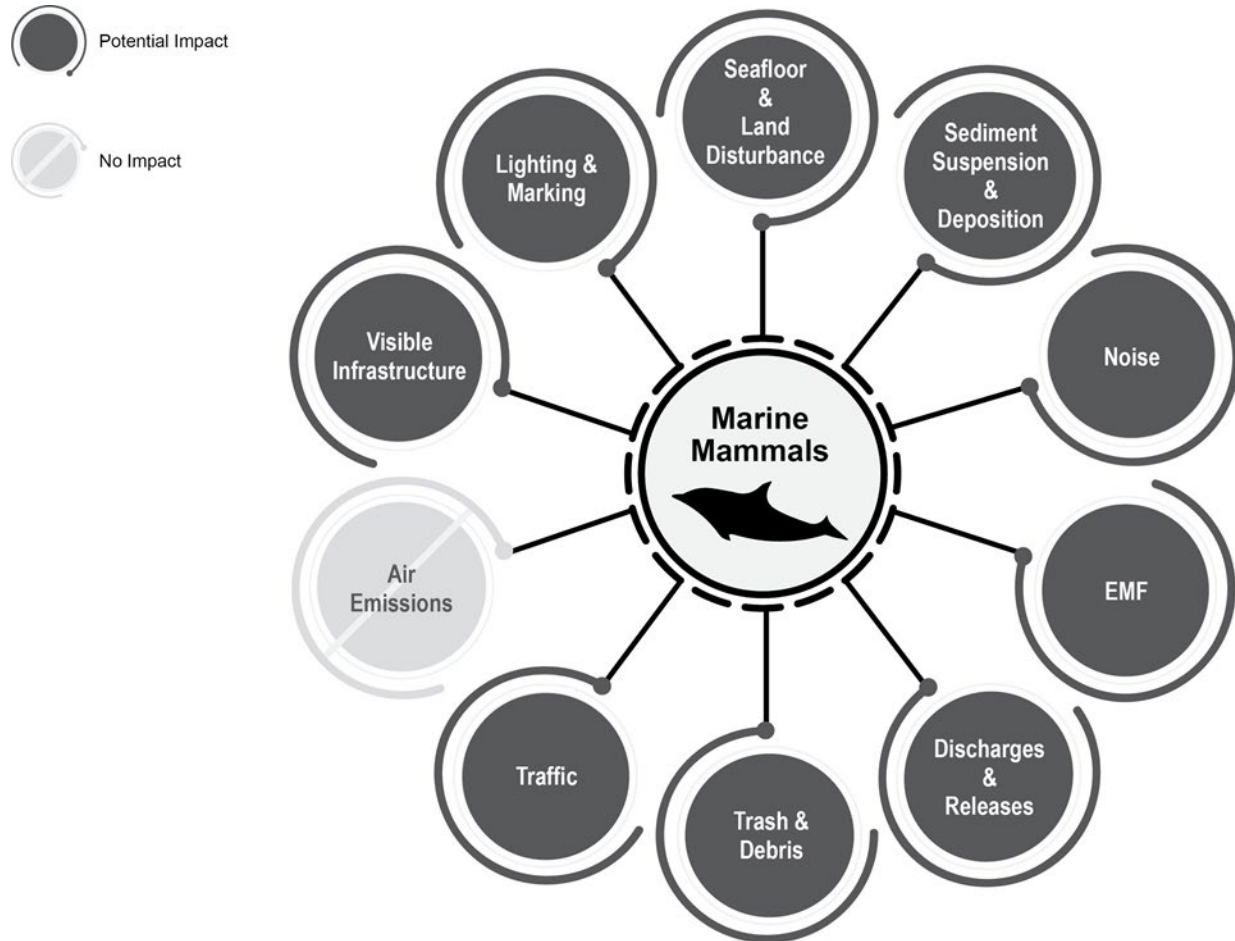 Potential Impact
No Impact
Seafloor
&
Land
Disturbance
Sediment
Suspension
&
Deposition
Noise
EMF
Discharges
&
Releases
Trash &
Debris
Traffic
Air
Emissions
Visible
Infrastructure
Lighting &
Marking
Marine
Mammals